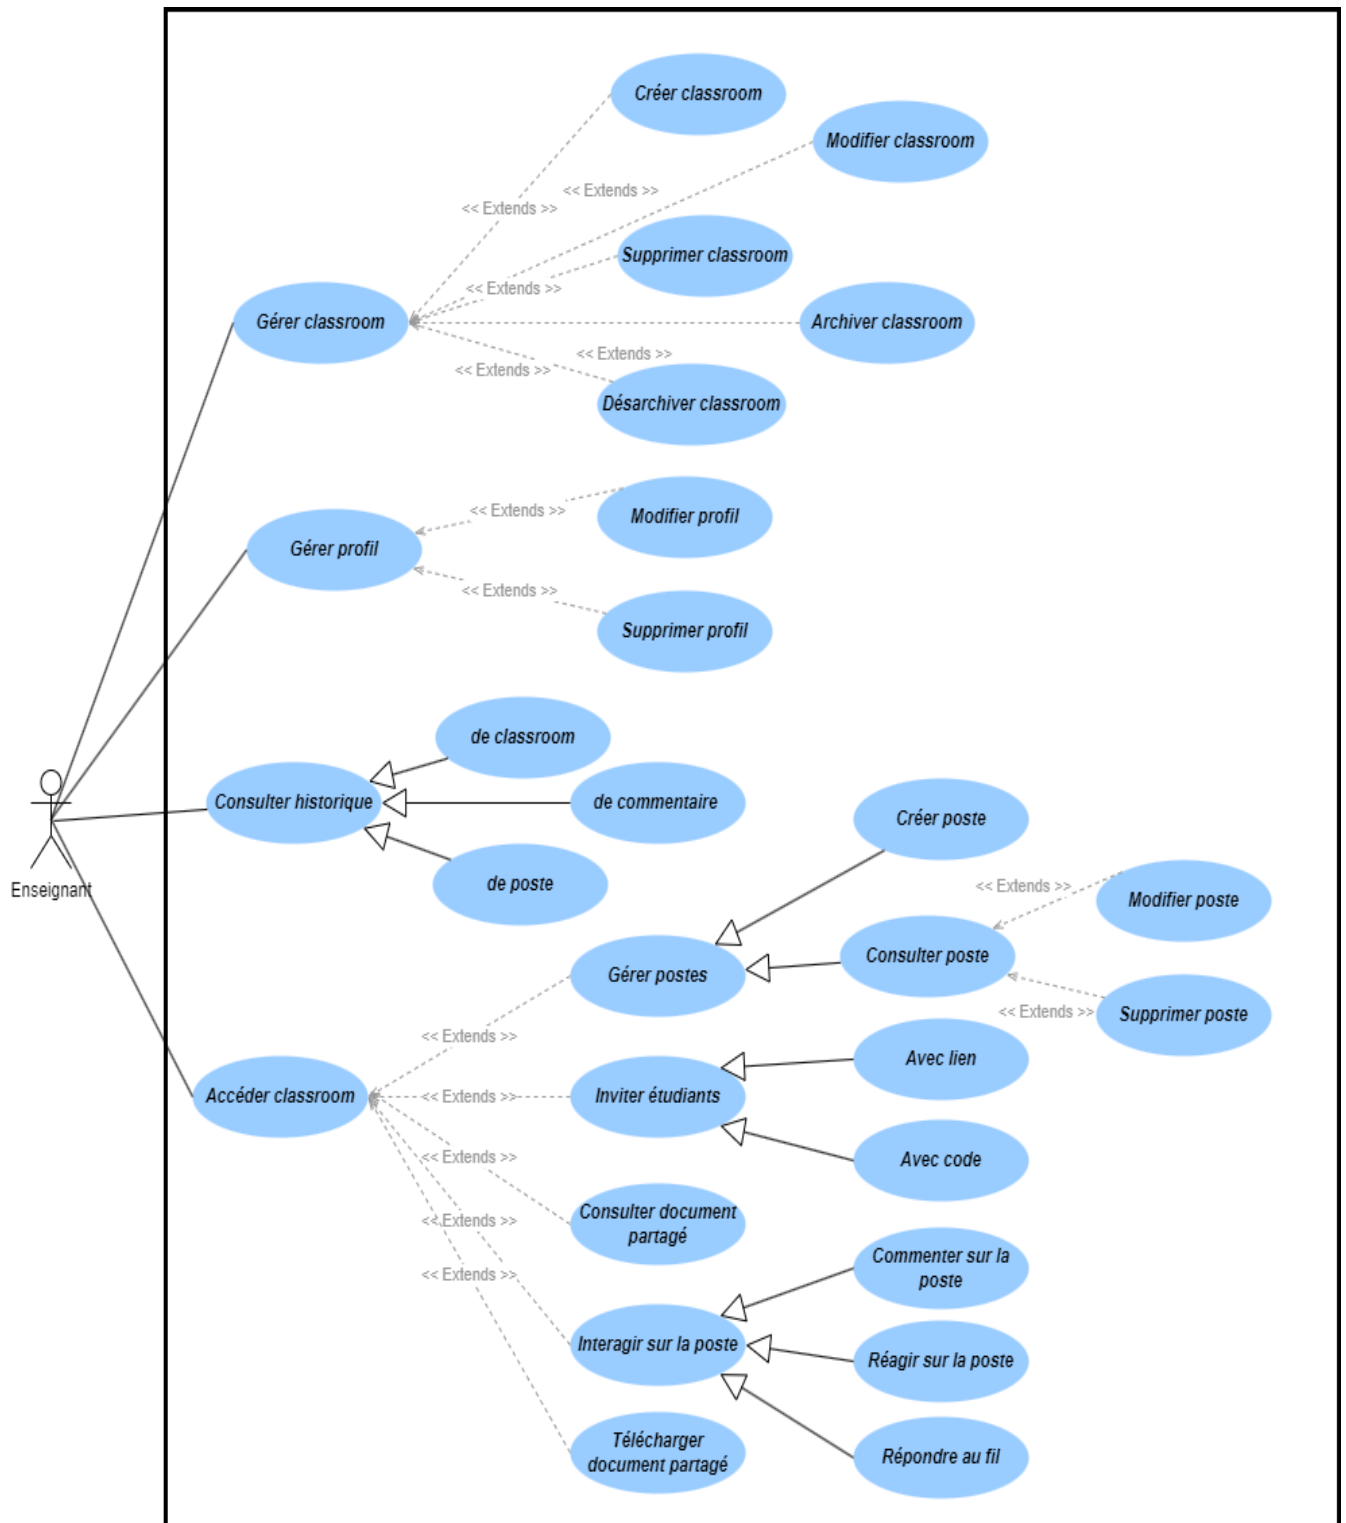 Créer classroom
Modifier classroom
<< Extends >>
<< Extends >>
Supprimer classroom
<< Extends >>
Gérer classroom
Archiver classroom
<< Extends >>
<< Extends >>
Désarchiver classroom
<< Extends >>
Modifier profil
Gérer profil
<< Extends >>
Supprimer profil
de classroom
Consulter historique
de commentaire
Créer poste
de poste
Enseignant
<< Extends >>
Modifier poste
Consulter poste
Gérer postes
<< Extends >>
Supprimer poste
<< Extends >>
Avec lien
Accéder classroom
<< Extends >>
Inviter étudiants
<< Extends >>
Avec code
Consulter document
partagé
<< Extends >>
Commenter sur la
poste
<< Extends >>
Interagir sur la poste
Réagir sur la poste
Télécharger
document partagé
Répondre au fil